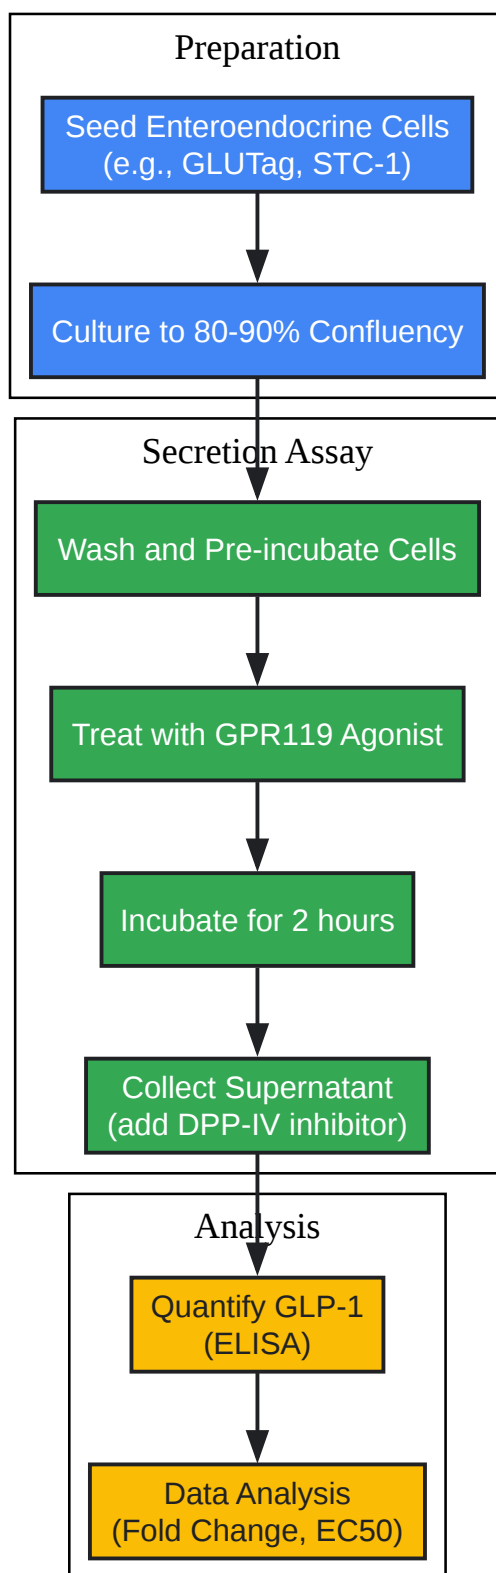 Preparation
Seed Enteroendocrine Cells
(e.g., GLUTag, STC-1)
Culture to 80-90% Confluency
Secretion Assay
Wash and Pre-incubate Cells
Treat with GPR119 Agonist
Incubate for 2 hours
Collect Supernatant
(add DPP-IV inhibitor)
Analysis
Quantify GLP-1
(ELISA)
Data Analysis
(Fold Change, EC50)